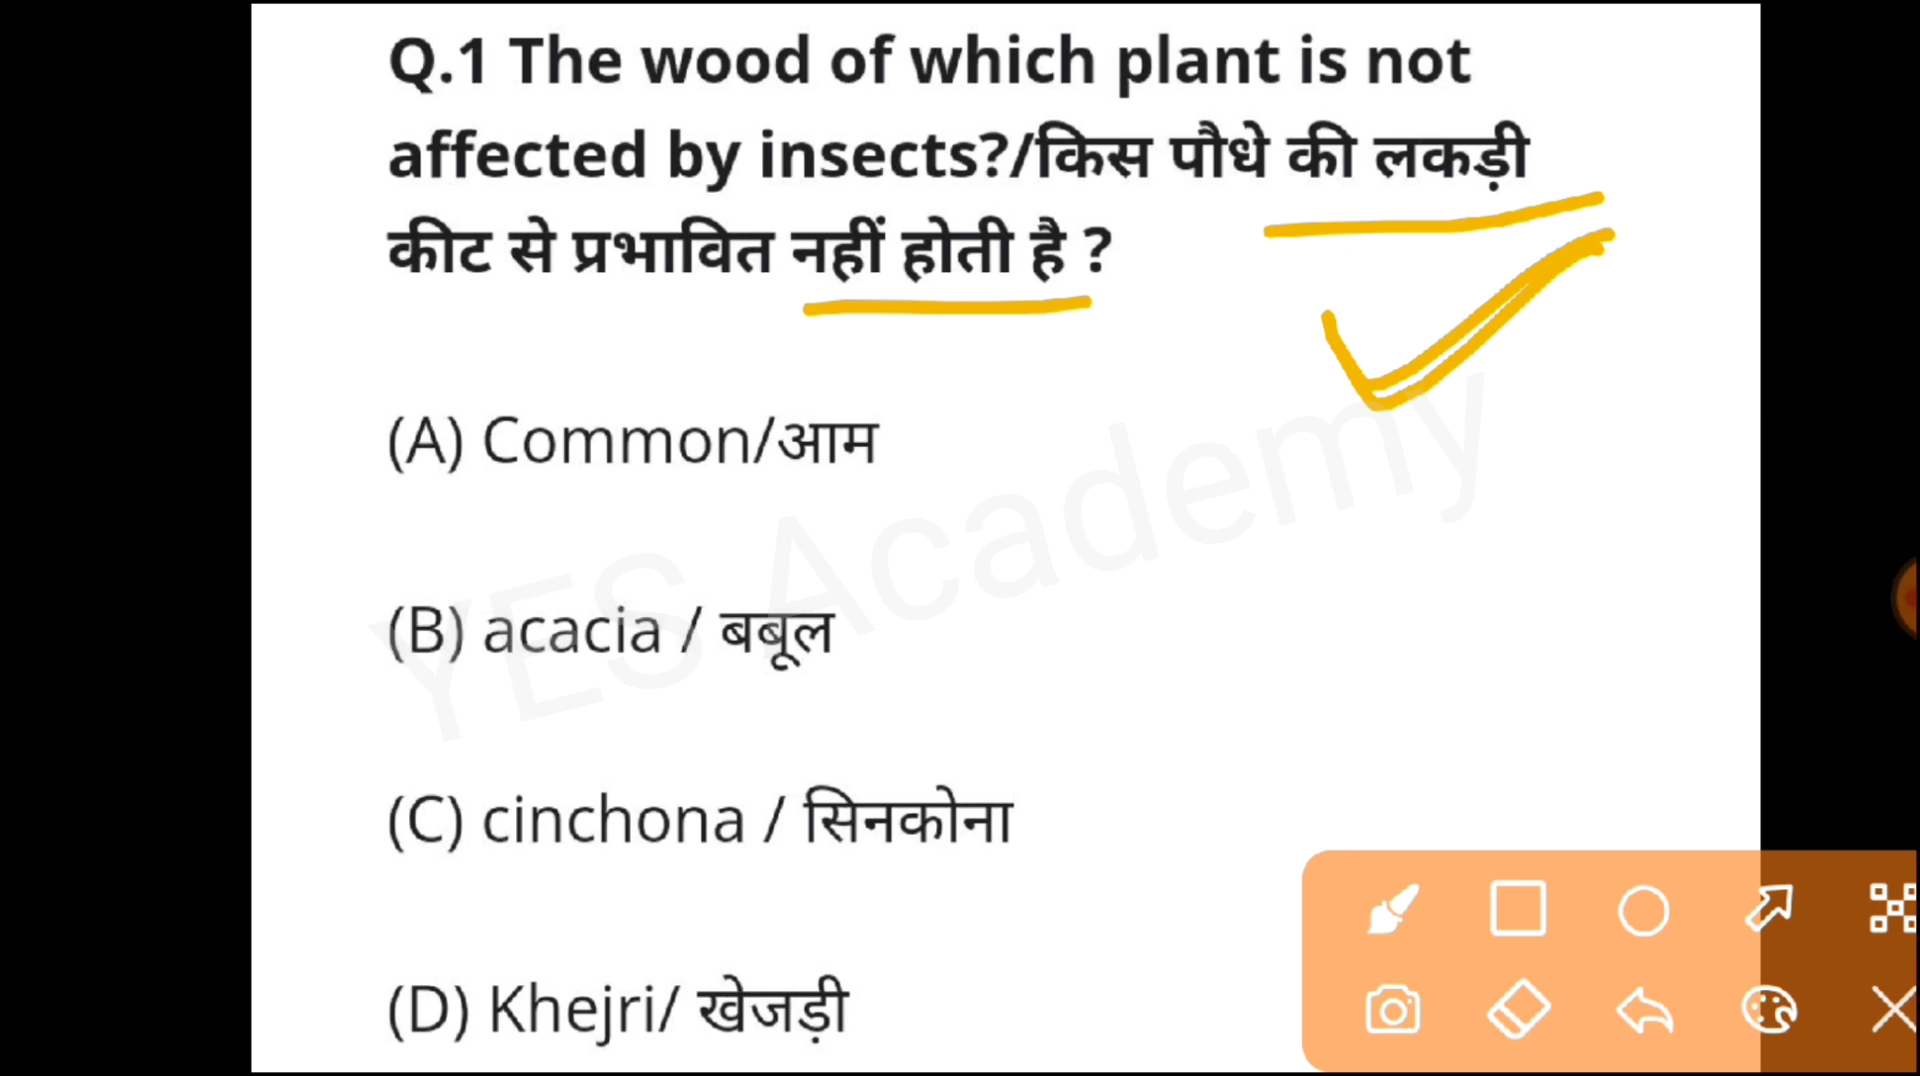 Q.1 The wood of which plant is not
affected by insects?/किस पौधे की लकड़ी
कीट से प्रभावित नहीं होती है ?
(A) Common/आम
YES Academy
(B) acacia / बबूल
(C) cinchona / सिनकोना
(D) Khejri/ खेजड़ी